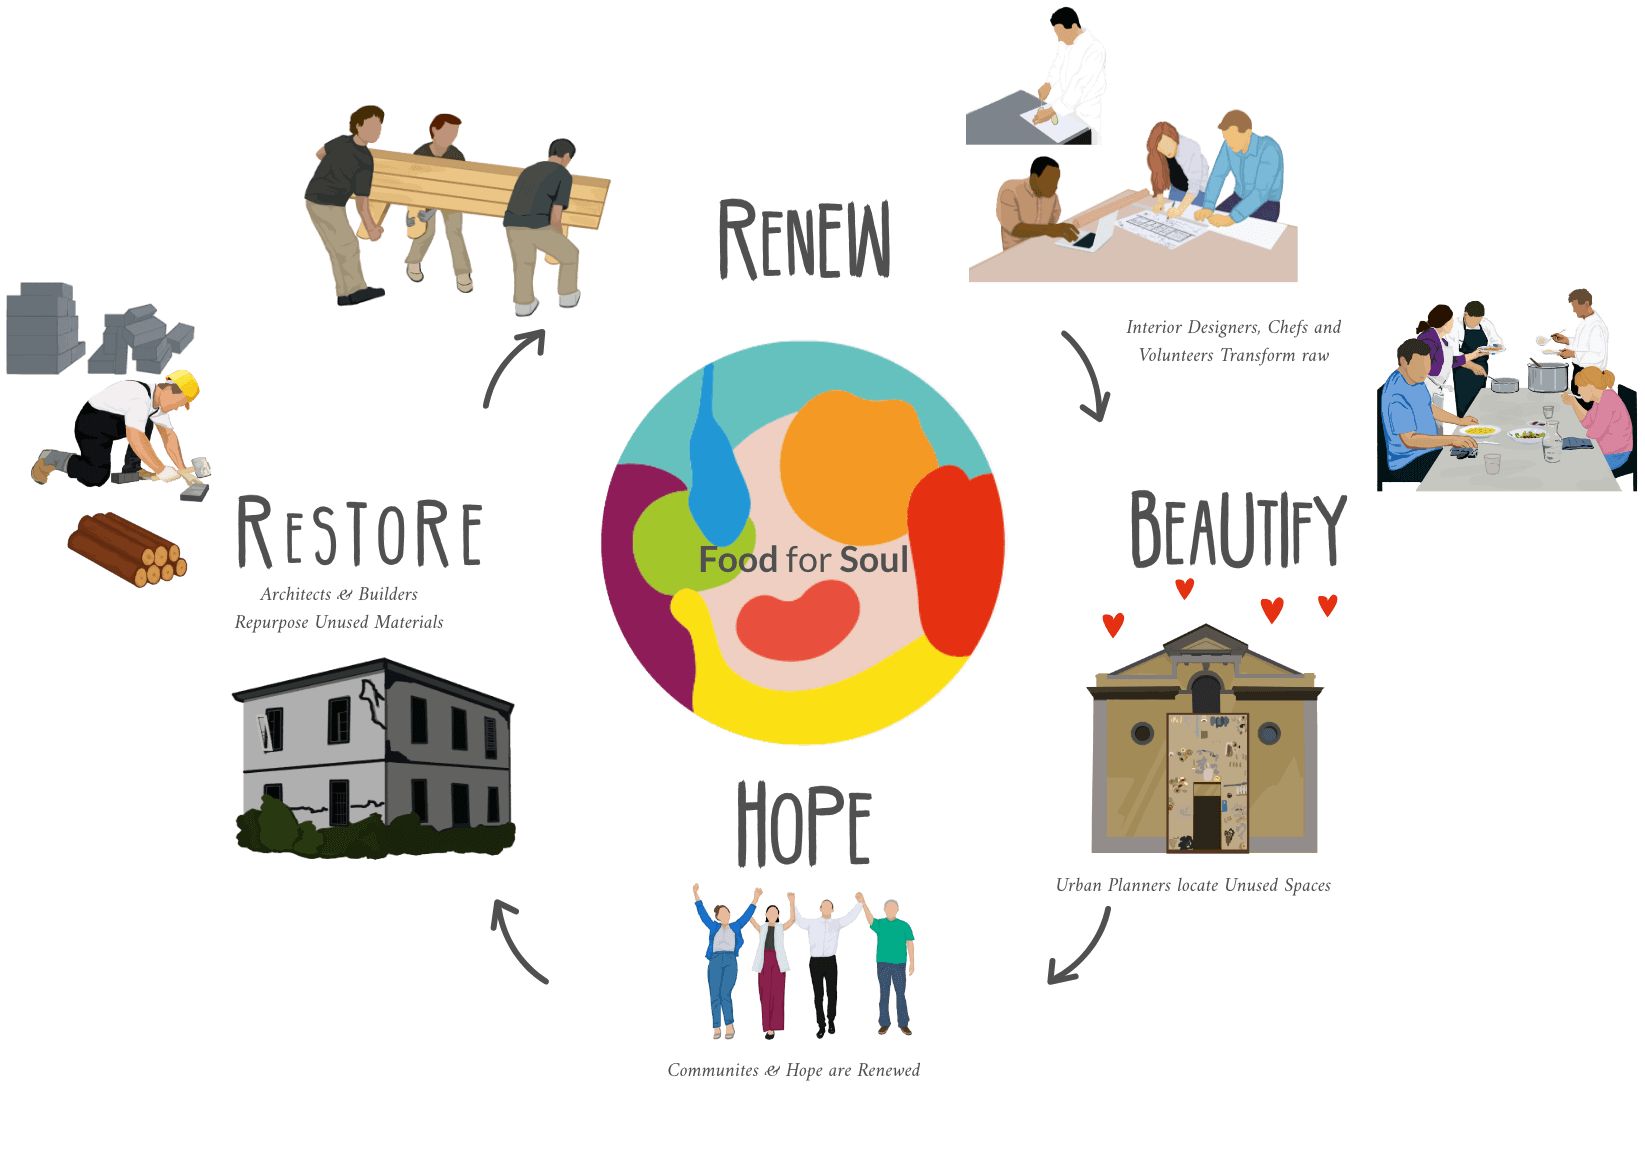 RENEW
Interior Designers, Chefs and
Volunteers Transform raw
RESTORE
Architects & Builders
Repurpose Unused Materials
Food for Soul
BEAUTIFY
Urban Planners locate Unused Spaces
HOPE
Communites & Hope are Renewed